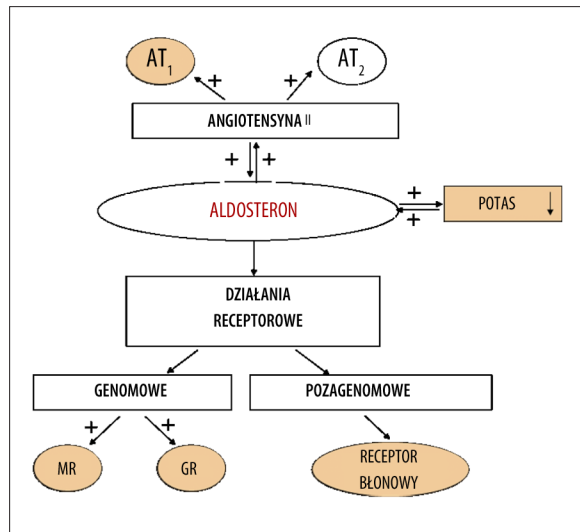 AT1
AT2
+ +
ANGIOTENSYNA II
+ +
ALDOSTERON
+
POTAS ↓
+
DZIAŁANIA
RECEPTOROWE
GENOMOWE
POZAGENOMOWE
+ +
MR
GR
RECEPTOR
BŁONOWY